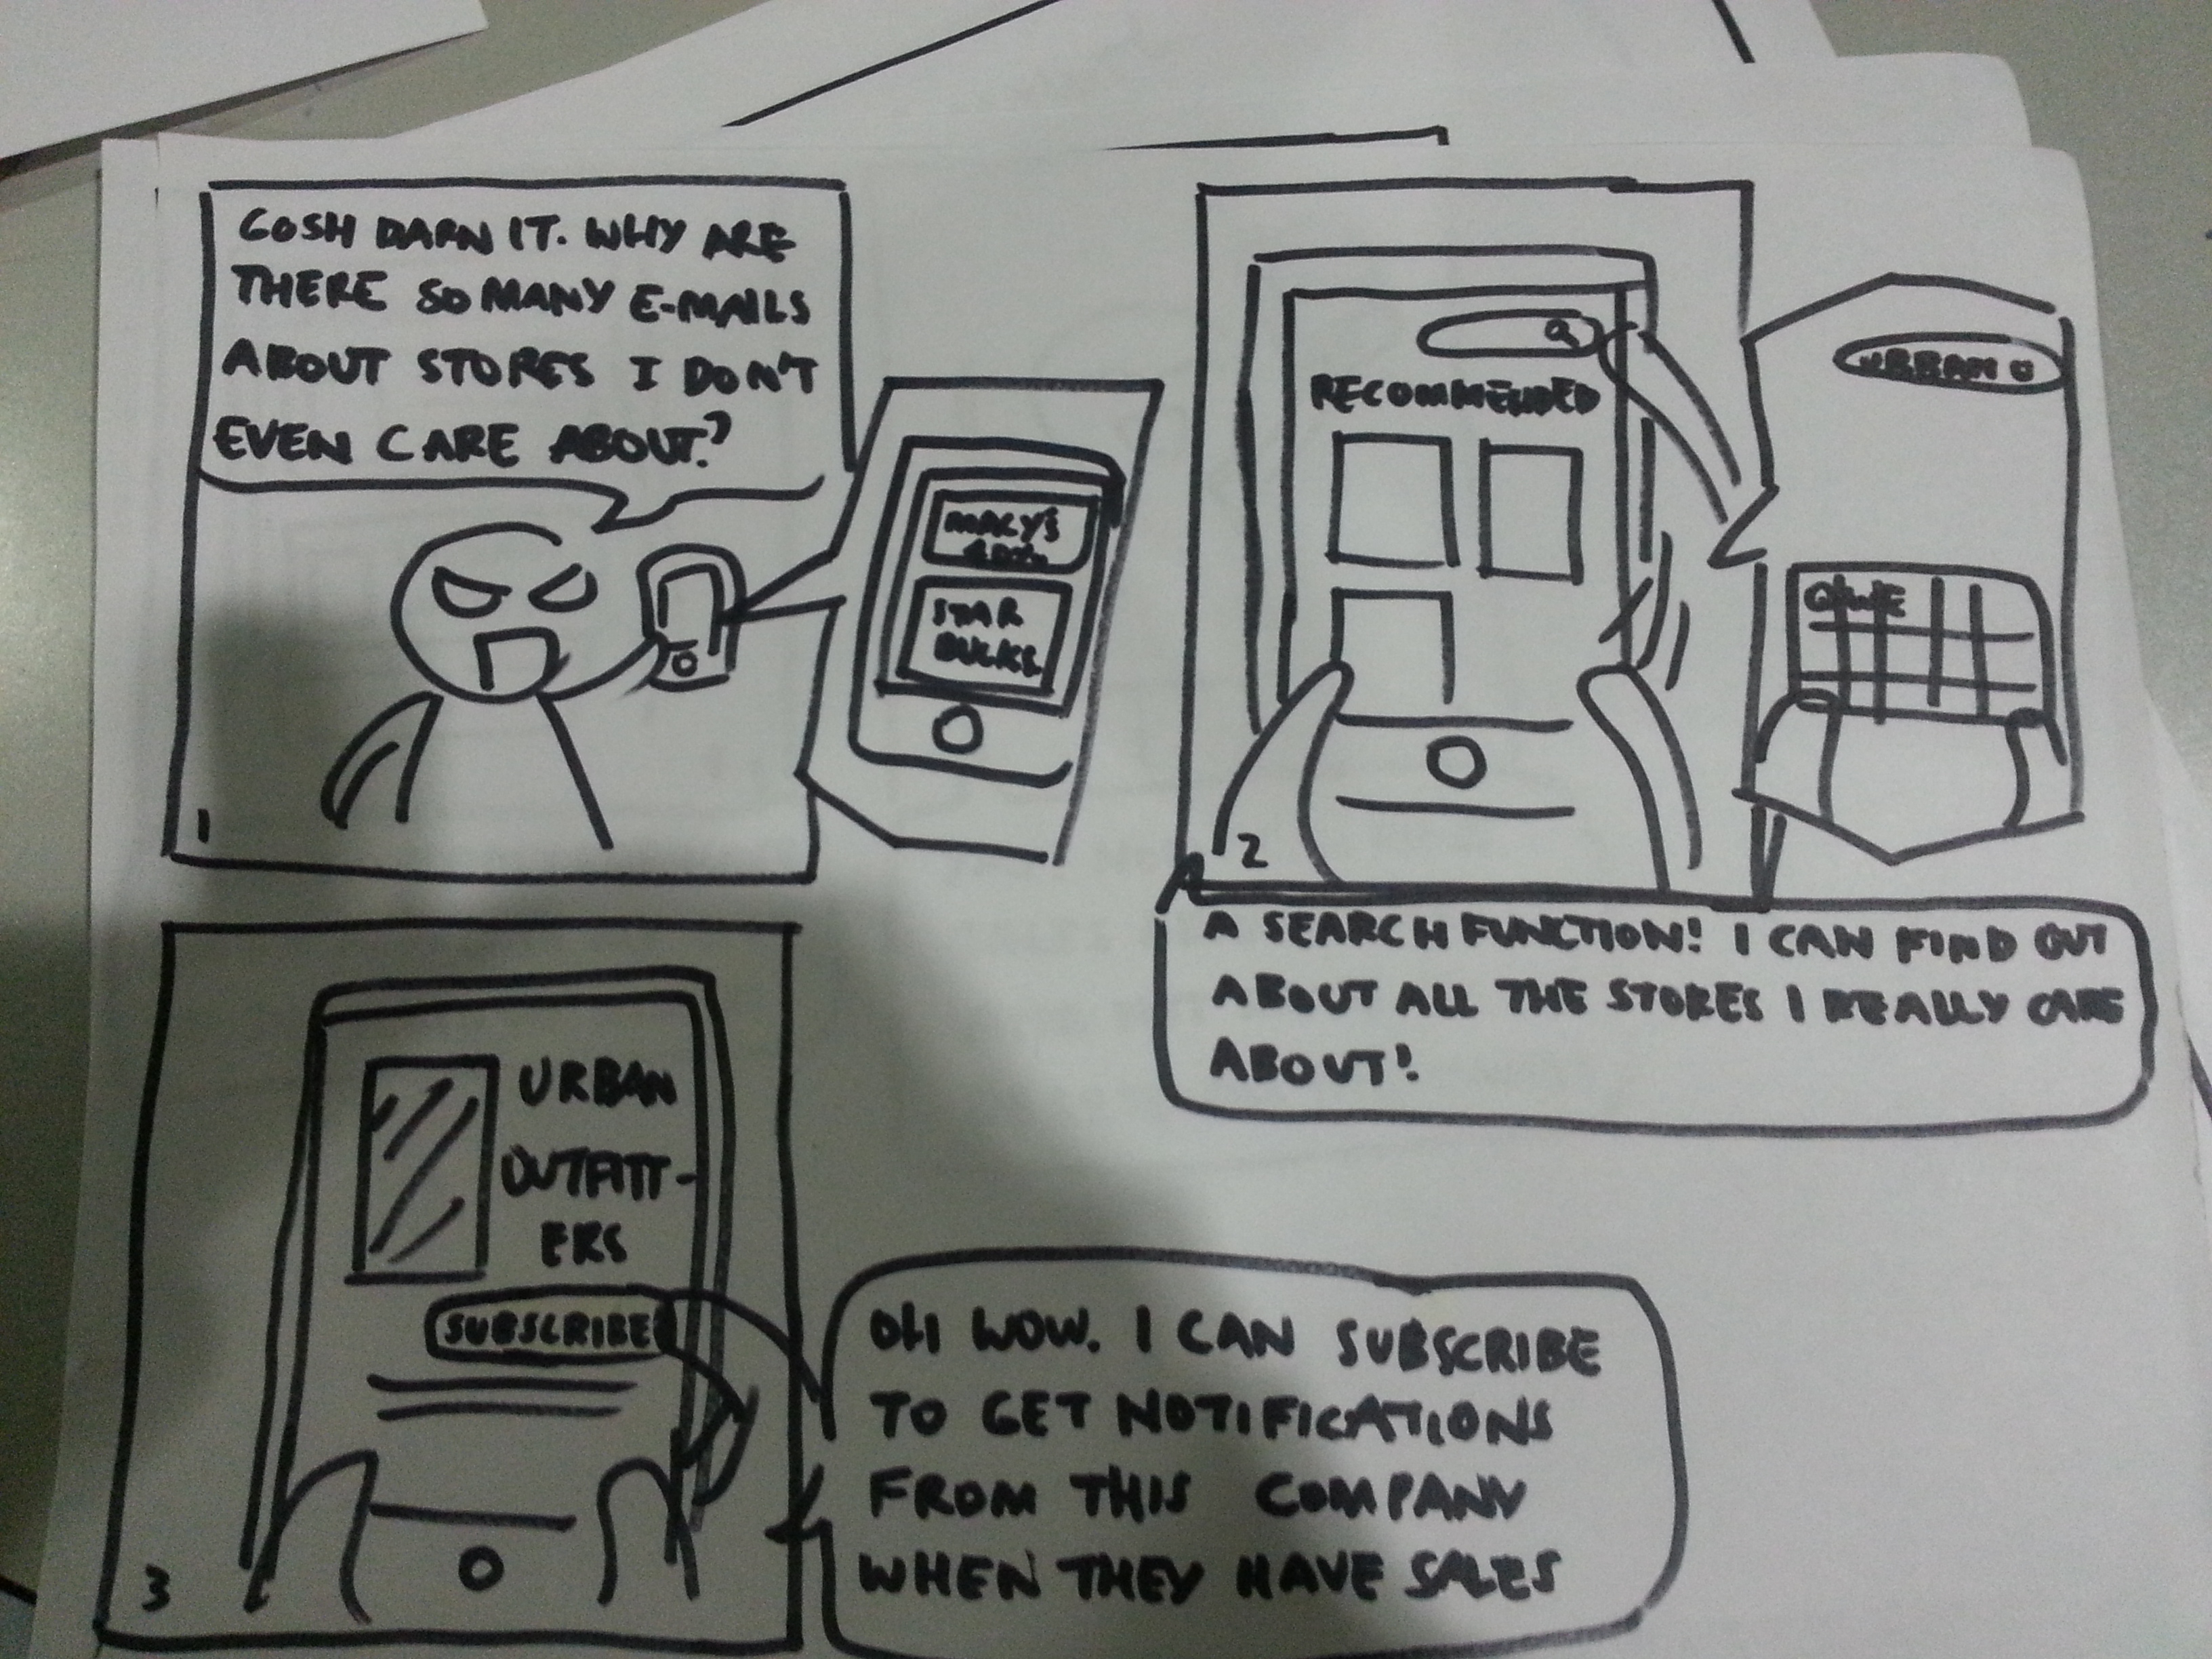 GOSH DARN IT. WHY ARE
THERE SO MANY E-MAILS
ABOUT STORES I DON'T
EVEN CARE ABOUT?
MACY'S
STAR
BUCKS
1
RECOMMENDED
URBAN O
QWE
2
A SEARCH FUNCTION! I CAN FIND OUT
ABOUT ALL THE STORES I REALLY CARE
ABOUT!
URBAN
OUTFITT-
ERS
SUBSCRIBE
3
OH WOW. I CAN SUBSCRIBE
TO GET NOTIFICATIONS
FROM THIS COMPANY
WHEN THEY HAVE SALES